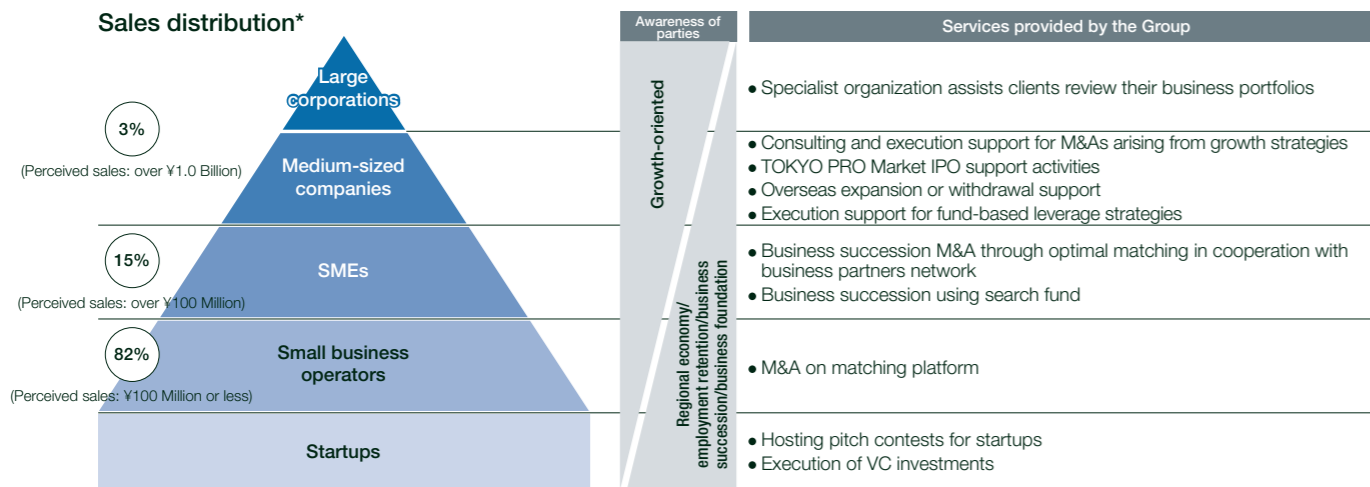 Sales distribution*
Awareness of
parties
Services provided by the Group
Large
corporations
3%
(Perceived sales: over ¥1.0 Billion)
Medium-sized
companies
15%
(Perceived sales: over ¥100 Million)
SMEs
82%
(Perceived sales: ¥100 Million or less)
Small business
operators
Startups
Growth-oriented
Regional economy/
employment retention/business
succession/business foundation
● Specialist organization assists clients review their business portfolios
● Consulting and execution support for M&As arising from growth strategies
● TOKYO PRO Market IPO support activities
● Overseas expansion or withdrawal support
● Execution support for fund-based leverage strategies
● Business succession M&A through optimal matching in cooperation with
business partners network
● Business succession using search fund
● M&A on matching platform
● Hosting pitch contests for startups
● Execution of VC investments